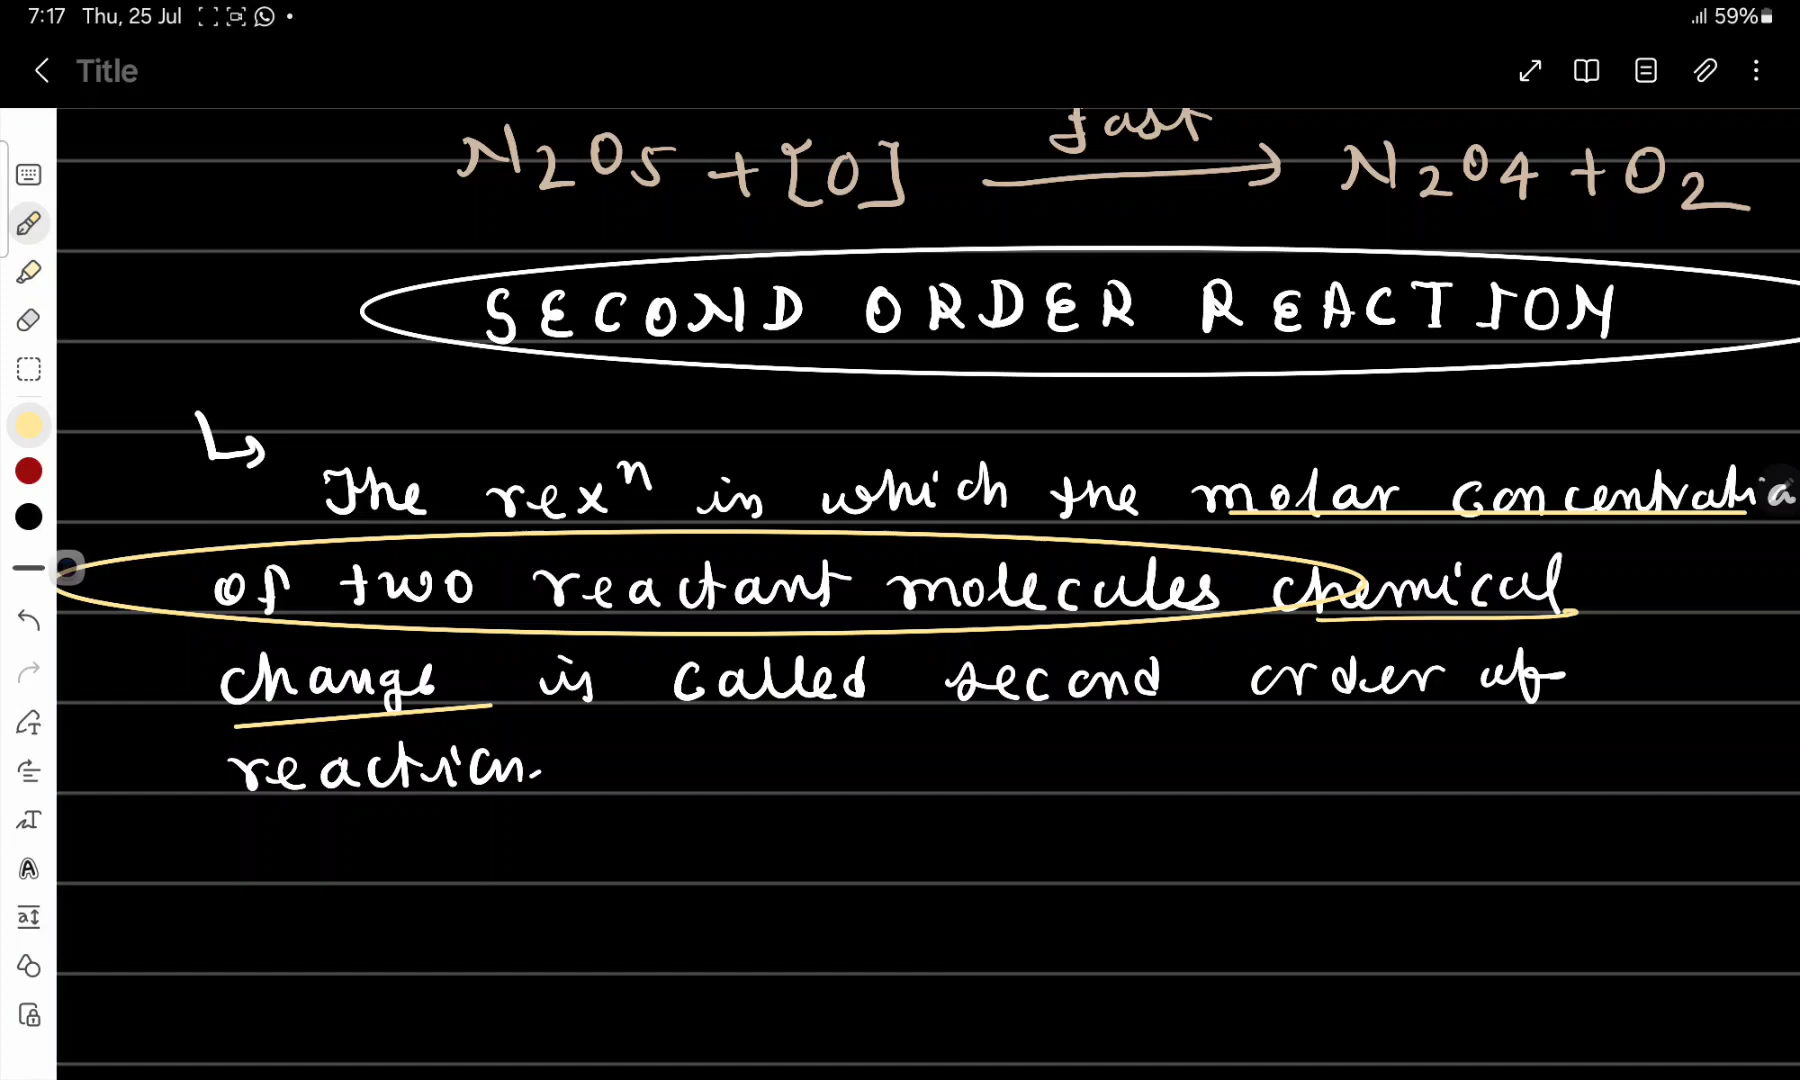 7:17 Thu, 25 Jul
59%
Title
fast
N2O5 + [O] → N2O4 + O2
SECOND ORDER REACTION
↳ The rexⁿ in which the molar concentratio
of two reactant molecules chemical
change is called second order of
reaction.